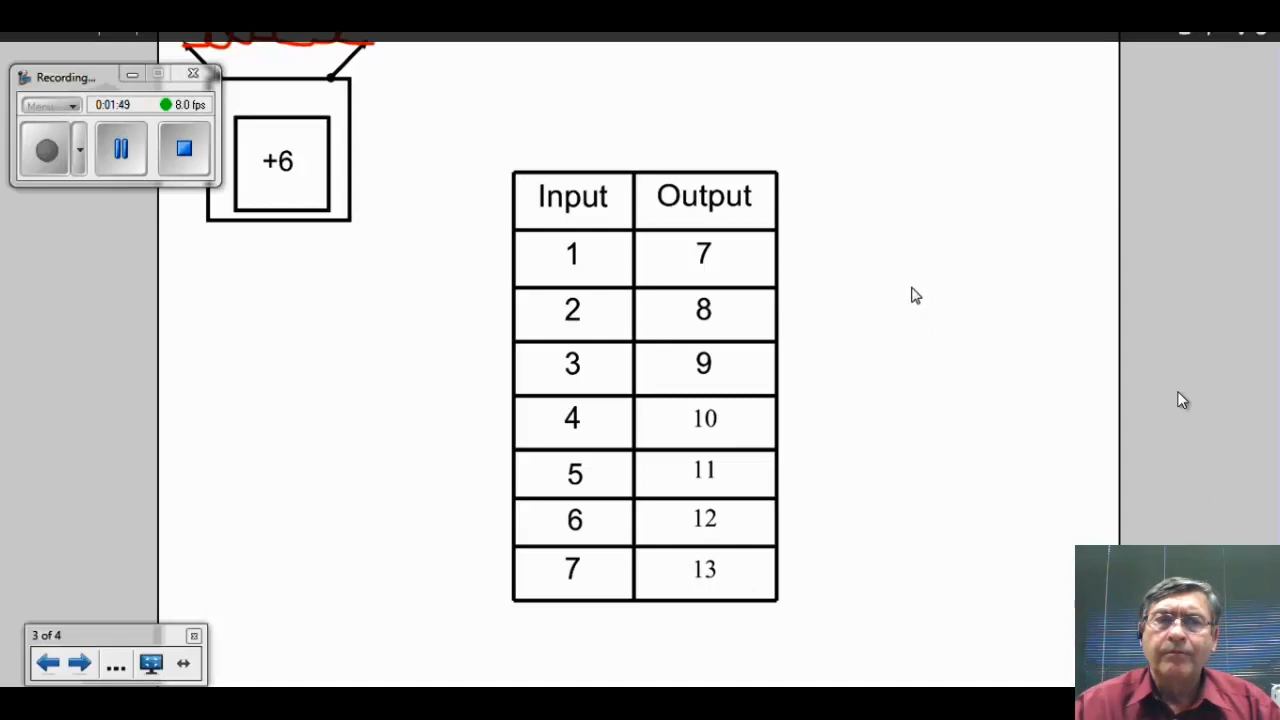 Recording...
Menu
0:01:49
8.0 fps
+6
Input Output
1 7
2 8
3 9
4 10
5 11
6 12
7 13
3 of 4
...